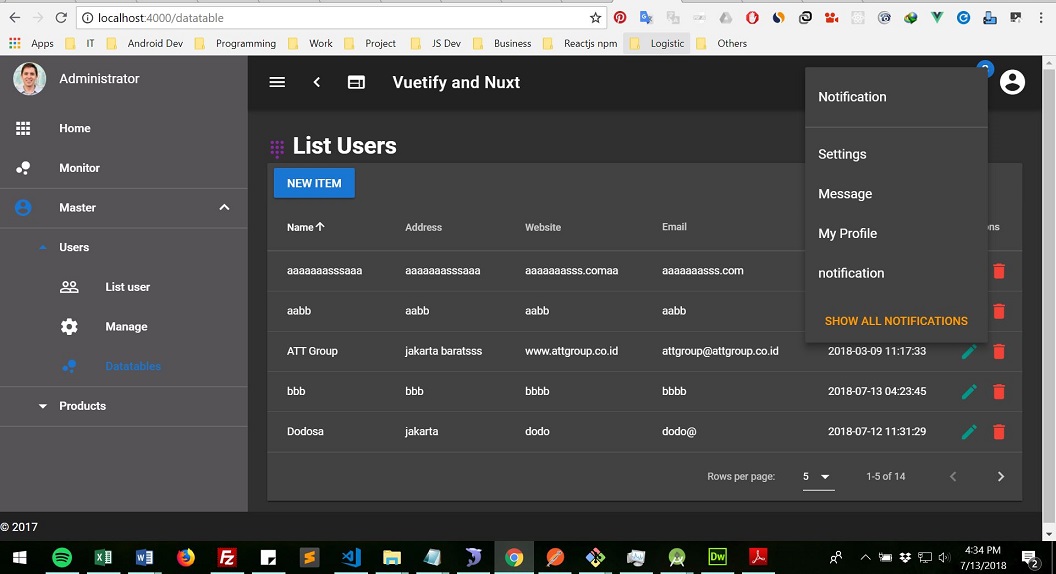 localhost:4000/datatable
Apps IT Android Dev Programming Work Project JS Dev Business Reactjs npm Logistic Others
Administrator
Home
Monitor
Master
Users
List user
Manage
Datatables
Products
© 2017
Vuetify and Nuxt
List Users
NEW ITEM
Name Address Website Email ns
aaaaaaasssaaa aaaaaaasssaaa aaaaaaasss.comaa aaaaaaasss.com
aabb aabb aabb aabb
ATT Group jakarta baratsss www.attgroup.co.id attgroup@attgroup.co.id 2018-03-09 11:17:33
bbb bbb bbbb bbbb 2018-07-13 04:23:45
Dodosa jakarta dodo dodo@ 2018-07-12 11:31:29
Rows per page: 5 1-5 of 14
Notification
Settings
Message
My Profile
notification
SHOW ALL NOTIFICATIONS
Dw
4:34 PM
7/13/2018
2